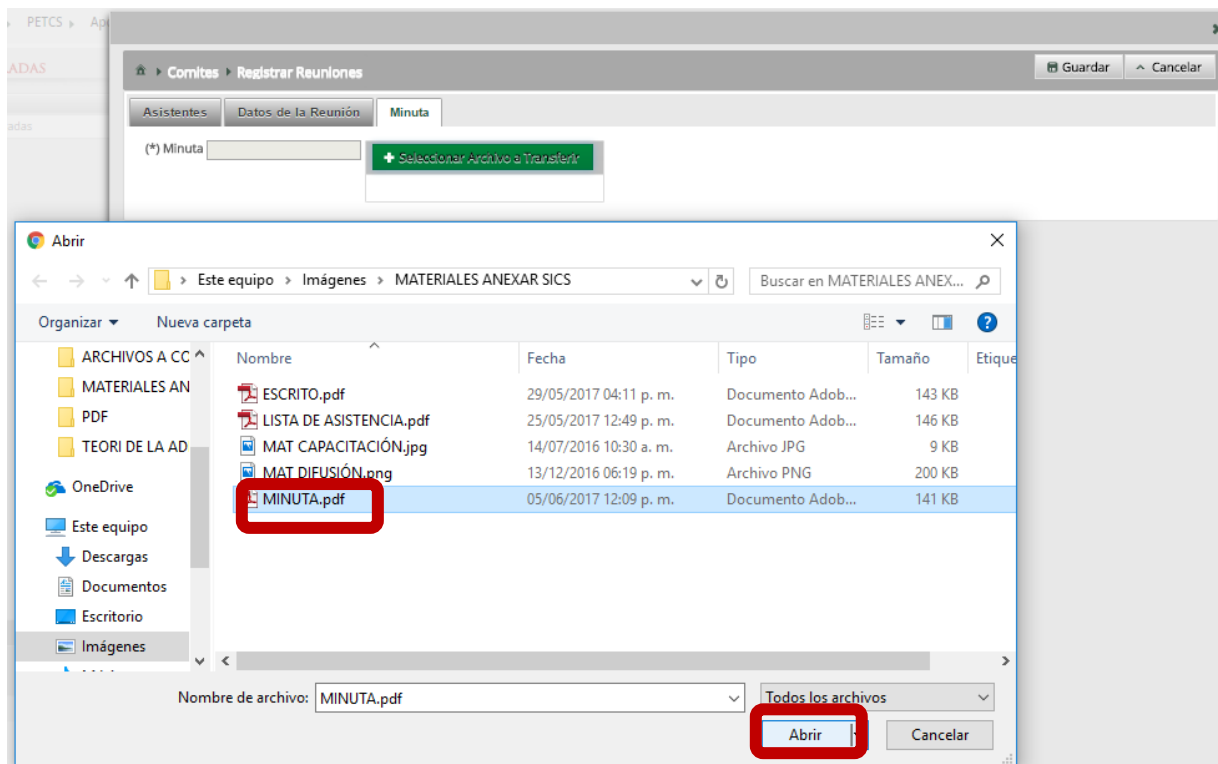 PETCS Ap
ADAS
adas
Comites Registrar Reuniones
Guardar Cancelar
Asistentes Datos de la Reunión Minuta
(*) Minuta
Seleccionar Archivo a Transferir
Abrir
Este equipo Imágenes MATERIALES ANEXAR SICS
Buscar en MATERIALES ANEX...
Organizar Nueva carpeta
ARCHIVOS A CO
MATERIALES AN
PDF
TEORI DE LA AD
OneDrive
Este equipo
Descargas
Documentos
Escritorio
Imágenes
Nombre Fecha Tipo Tamaño Etique
ESCRITO.pdf 29/05/2017 04:11 p. m. Documento Adob... 143 KB
LISTA DE ASISTENCIA.pdf 25/05/2017 12:49 p. m. Documento Adob... 146 KB
MAT CAPACITACIÓN.jpg 14/07/2016 10:30 a. m. Archivo JPG 9 KB
MAT DIFUSIÓN.png 13/12/2016 06:19 p. m. Archivo PNG 200 KB
MINUTA.pdf 05/06/2017 12:09 p. m. Documento Adob... 141 KB
Nombre de archivo: MINUTA.pdf
Todos los archivos
Abrir Cancelar